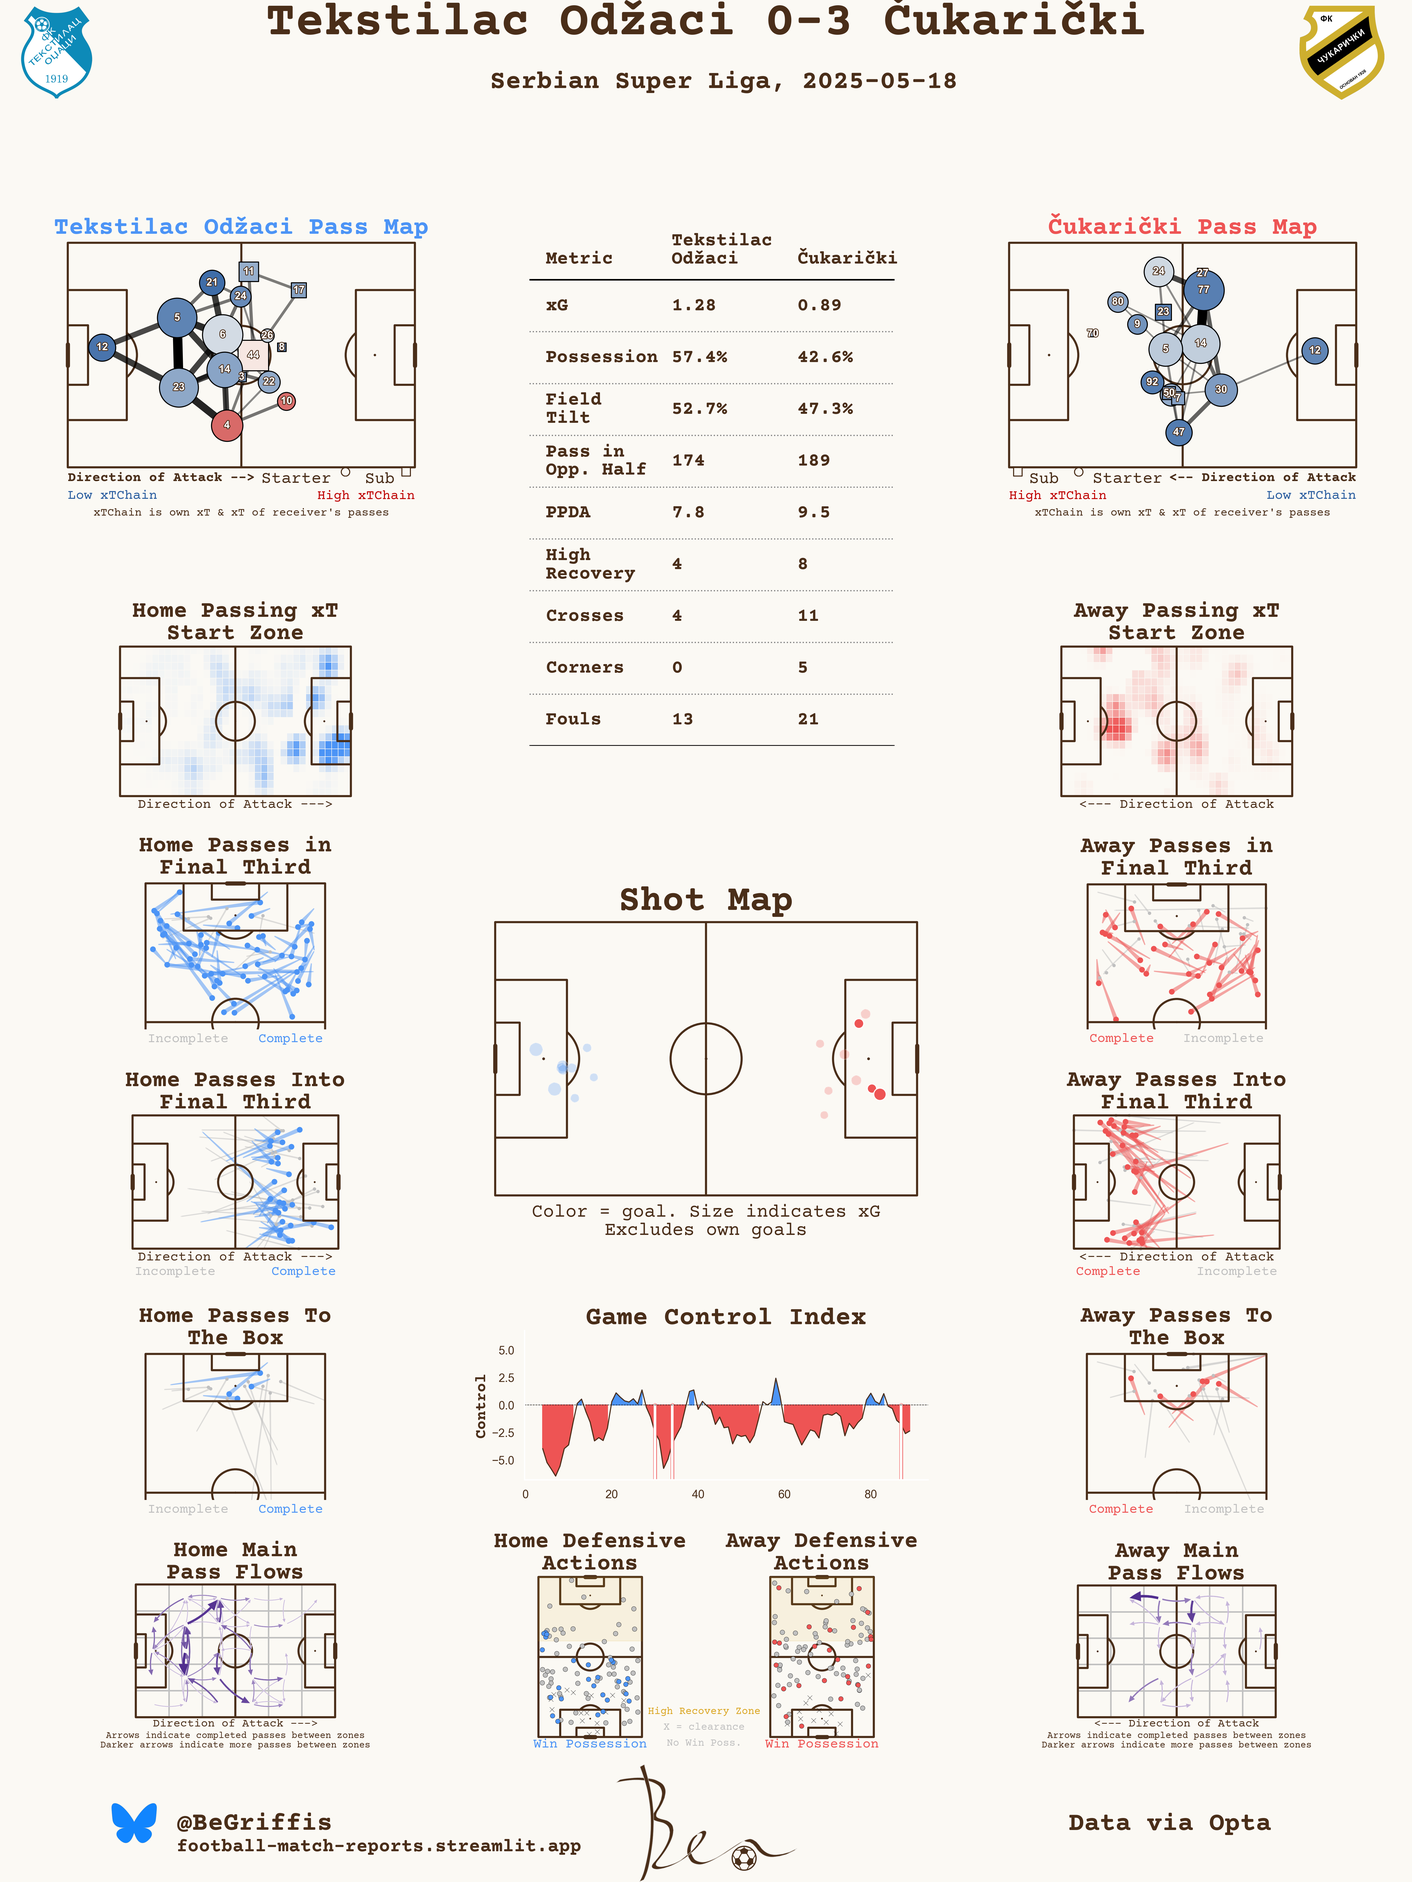 Tekstilac Odžaci 0-3 Čukarički
Serbian Super Liga, 2025-05-18
ФК
ТЕКСТИЛАЦ
ОЏАЦИ
1919
ФК
ЧУКАРИЧКИ
ОСНОВАН 1926
Tekstilac Odžaci Pass Map
12
5
23
21
24
6
14
4
11
17
26
8
44
3
22
10
Direction of Attack --> Starter Sub
Low xTChain High xTChain
xTChain is own xT & xT of receiver's passes
Metric Tekstilac Odžaci Čukarički
xG 1.28 0.89
Possession 57.4% 42.6%
Field Tilt 52.7% 47.3%
Pass in Opp. Half 174 189
PPDA 7.8 9.5
High Recovery 4 8
Crosses 4 11
Corners 0 5
Fouls 13 21
Čukarički Pass Map
24
27
77
80
23
9
70
5
14
12
92
50
7
30
47
Sub Starter <-- Direction of Attack
High xTChain Low xTChain
xTChain is own xT & xT of receiver's passes
Home Passing xT
Start Zone
Direction of Attack --->
Away Passing xT
Start Zone
<--- Direction of Attack
Home Passes in
Final Third
Incomplete Complete
Away Passes in
Final Third
Complete Incomplete
Shot Map
Color = goal. Size indicates xG
Excludes own goals
Home Passes Into
Final Third
Direction of Attack --->
Incomplete Complete
Away Passes Into
Final Third
<--- Direction of Attack
Complete Incomplete
Home Passes To
The Box
Incomplete Complete
Game Control Index
Control
5.0
2.5
0.0
−2.5
−5.0
0 20 40 60 80
Away Passes To
The Box
Complete Incomplete
Home Main
Pass Flows
Direction of Attack --->
Arrows indicate completed passes between zones
Darker arrows indicate more passes between zones
Home Defensive
Actions
Win Possession
Away Defensive
Actions
Win Possession
High Recovery Zone
X = clearance
No Win Poss.
Away Main
Pass Flows
<--- Direction of Attack
Arrows indicate completed passes between zones
Darker arrows indicate more passes between zones
@BeGriffis
football-match-reports.streamlit.app
Ben
Data via Opta